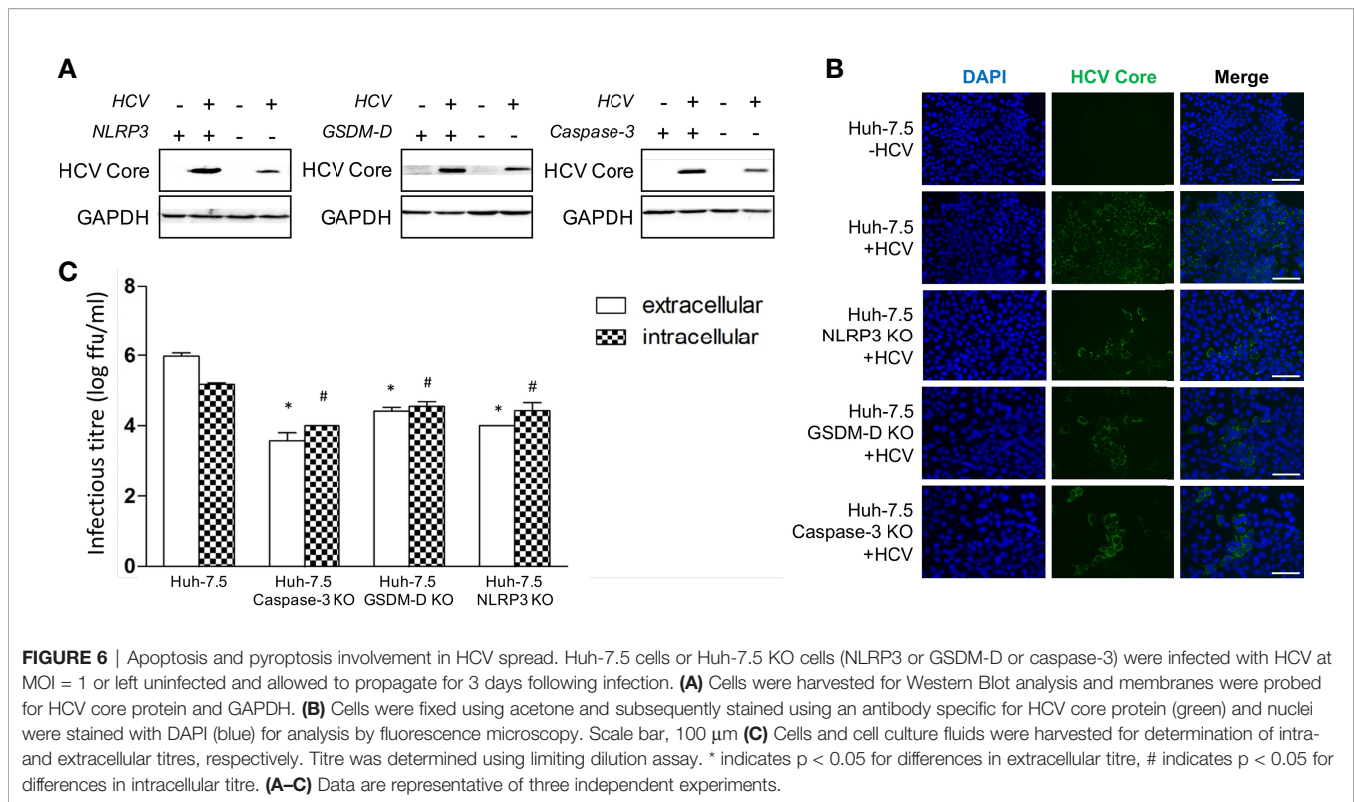 A
HCV - + - +
NLRP3 + + - -
HCV Core
GAPDH
HCV - + - +
GSDM-D + + - -
HCV Core
GAPDH
HCV - + - +
Caspase-3 + + - -
HCV Core
GAPDH
B
DAPI HCV Core Merge
Huh-7.5
-HCV
Huh-7.5
+HCV
Huh-7.5
NLRP3 KO
+HCV
Huh-7.5
GSDM-D KO
+HCV
Huh-7.5
Caspase-3 KO
+HCV
C
Infectious titre (log ffu/ml)
8
6
4
2
0
extracellular
intracellular
* # * # * #
Huh-7.5
Huh-7.5
Caspase-3 KO
Huh-7.5
GSDM-D KO
Huh-7.5
NLRP3 KO
FIGURE 6 | Apoptosis and pyroptosis involvement in HCV spread. Huh-7.5 cells or Huh-7.5 KO cells (NLRP3 or GSDM-D or caspase-3) were infected with HCV at
MOI = 1 or left uninfected and allowed to propagate for 3 days following infection. (A) Cells were harvested for Western Blot analysis and membranes were probed
for HCV core protein and GAPDH. (B) Cells were fixed using acetone and subsequently stained using an antibody specific for HCV core protein (green) and nuclei
were stained with DAPI (blue) for analysis by fluorescence microscopy. Scale bar, 100 μm (C) Cells and cell culture fluids were harvested for determination of intra-
and extracellular titres, respectively. Titre was determined using limiting dilution assay. * indicates p < 0.05 for differences in extracellular titre, # indicates p < 0.05 for
differences in intracellular titre. (A–C) Data are representative of three independent experiments.